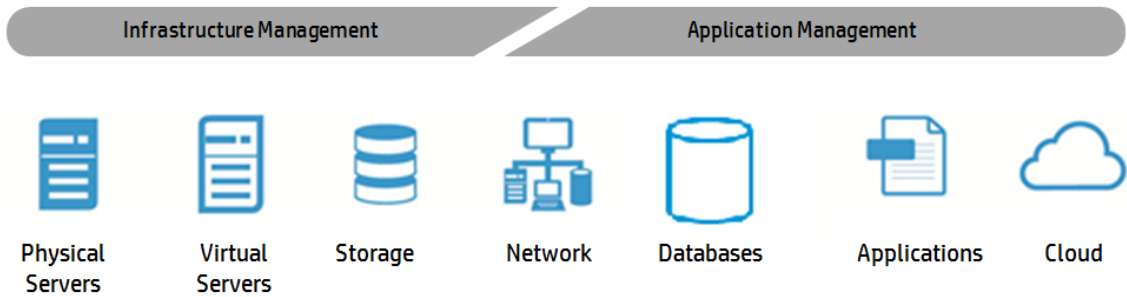 Infrastructure Management
Application Management
Physical
Servers
Virtual
Servers
Storage
Network
Databases
Applications
Cloud